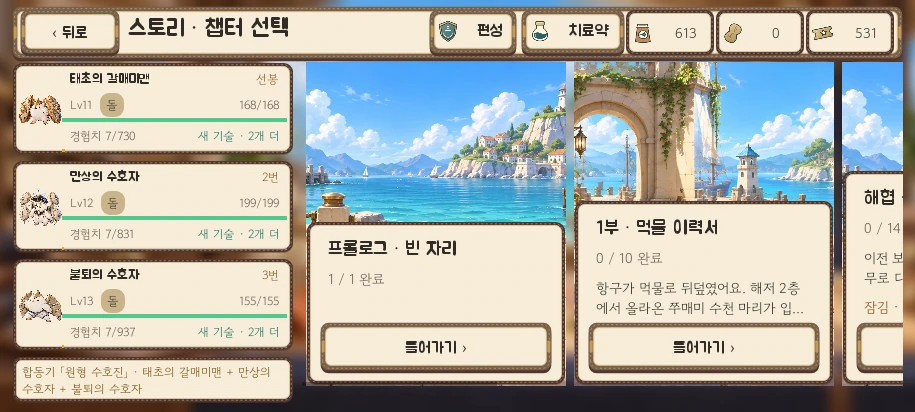 ‹ 뒤로
스토리 · 챕터 선택
편성
치료약
613
0
531
태초의 갈매미맨
선봉
Lv11
돌
168/168
경험치 7/730
새 기술 · 2개 더
만상의 수호자
2번
Lv12
돌
199/199
경험치 7/831
새 기술 · 2개 더
불퇴의 수호자
3번
Lv13
돌
155/155
경험치 7/937
새 기술 · 2개 더
합동기 「원형 수호진」 · 태초의 갈매미맨 + 만상의
수호자 + 불퇴의 수호자
프롤로그 · 빈 자리
1 / 1 완료
들어가기 ›
1부 · 먹물 이력서
0 / 10 완료
항구가 먹물로 뒤덮였어요. 해저 2층
에서 올라온 쭈매미 수천 마리가 입...
들어가기 ›
해협
0 / 14
이전 보
무로 다
잠김 ·